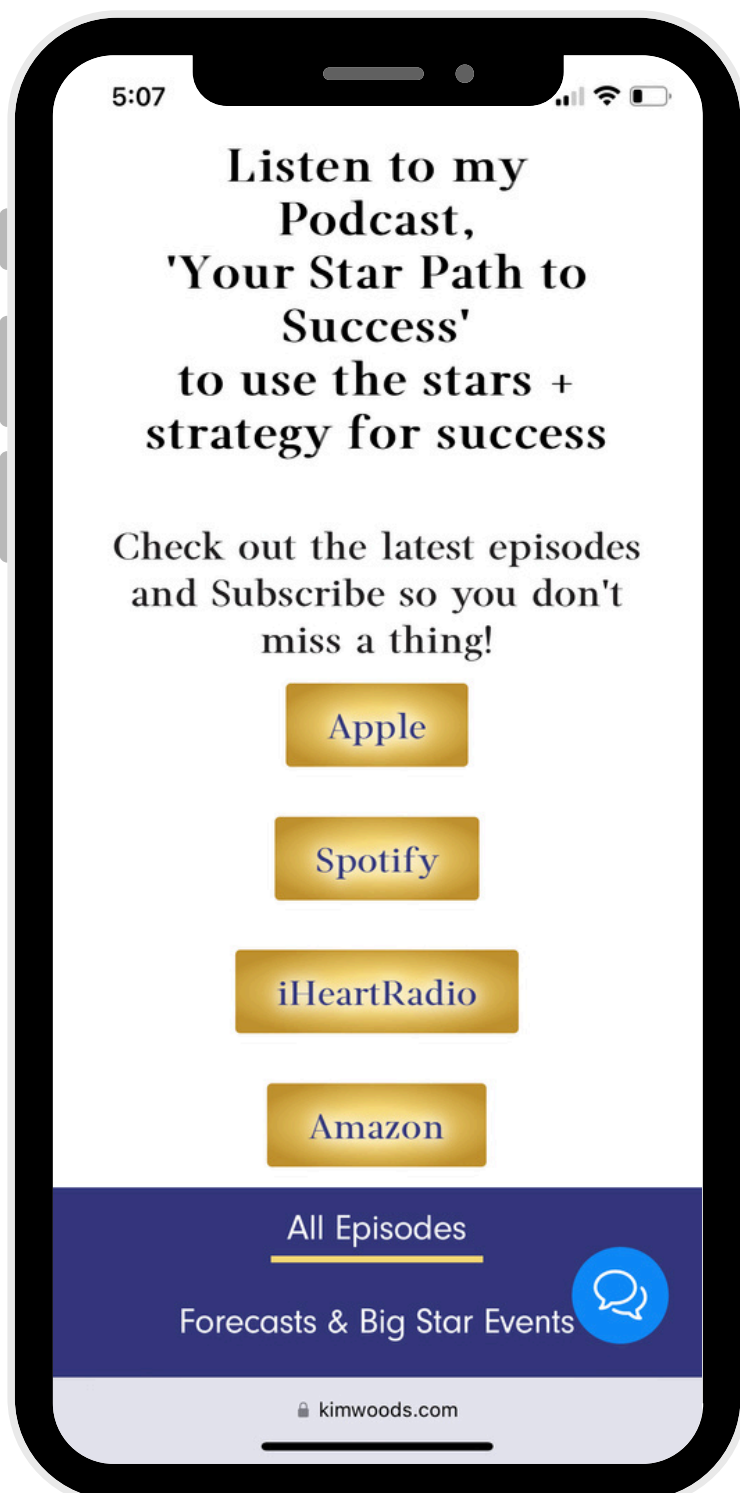 5:07
Listen to my
Podcast,
'Your Star Path to
Success'
to use the stars +
strategy for success
Check out the latest episodes
and Subscribe so you don't
miss a thing!
Apple
Spotify
iHeartRadio
Amazon
All Episodes
Forecasts & Big Star Events
kimwoods.com